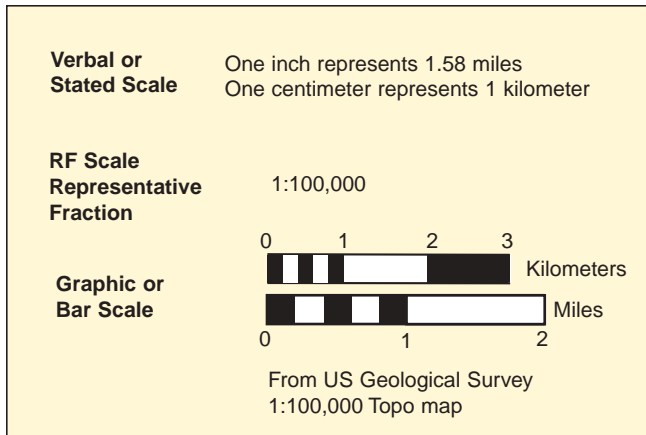 Verbal or
Stated Scale
One inch represents 1.58 miles
One centimeter represents 1 kilometer
RF Scale
Representative
Fraction
1:100,000
Graphic or
Bar Scale
0 1 2 3
Kilometers
Miles
0 1 2
From US Geological Survey
1:100,000 Topo map